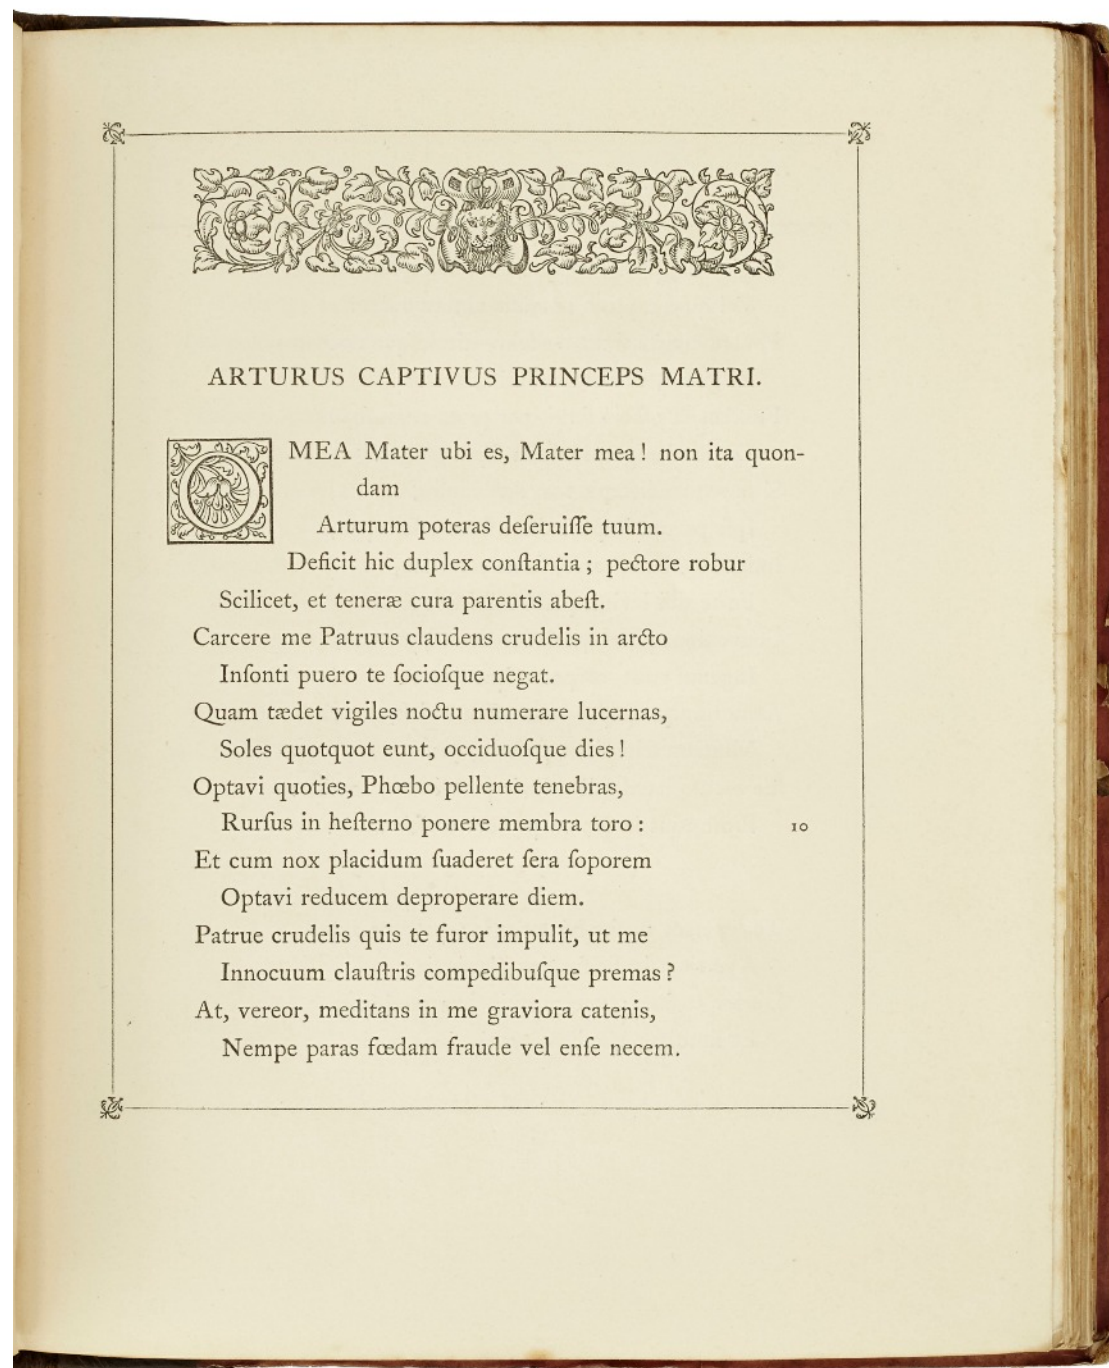 ARTURUS CAPTIVUS PRINCEPS MATRI.
O MEA Mater ubi es, Mater mea! non ita quon-
dam
Arturum poteras deſeruiſſe tuum.
Deficit hic duplex conſtantia; pectore robur
Scilicet, et teneræ cura parentis abeſt.
Carcere me Patruus claudens crudelis in arcto
Inſonti puero te ſocioſque negat.
Quam tædet vigiles noctu numerare lucernas,
Soles quotquot eunt, occiduoſque dies!
Optavi quoties, Phœbo pellente tenebras,
Rurſus in heſterno ponere membra toro: 10
Et cum nox placidum ſuaderet ſera ſoporem
Optavi reducem deproperare diem.
Patrue crudelis quis te furor impulit, ut me
Innocuum clauſtris compedibuſque premas?
At, vereor, meditans in me graviora catenis,
Nempe paras fœdam fraude vel enſe necem.